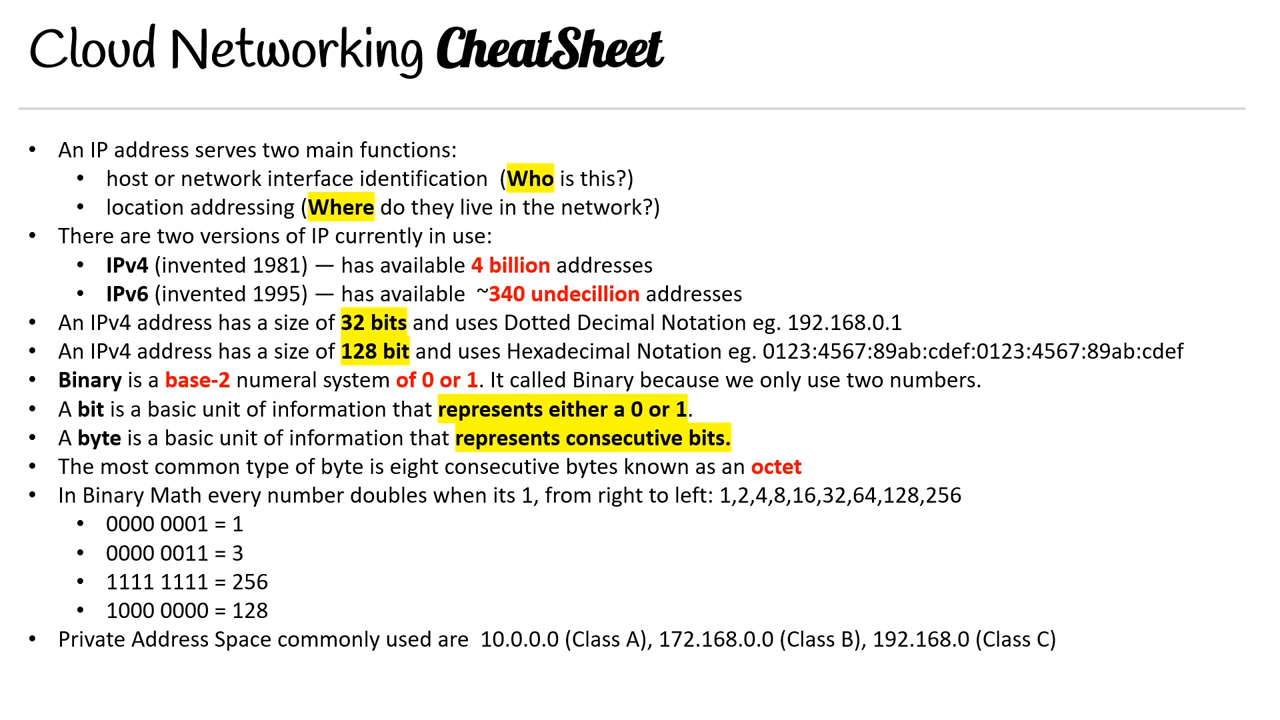 Cloud Networking CheatSheet
• An IP address serves two main functions:
• host or network interface identification (Who is this?)
• location addressing (Where do they live in the network?)
• There are two versions of IP currently in use:
• IPv4 (invented 1981) — has available 4 billion addresses
• IPv6 (invented 1995) — has available ~340 undecillion addresses
• An IPv4 address has a size of 32 bits and uses Dotted Decimal Notation eg. 192.168.0.1
• An IPv4 address has a size of 128 bit and uses Hexadecimal Notation eg. 0123:4567:89ab:cdef:0123:4567:89ab:cdef
• Binary is a base-2 numeral system of 0 or 1. It called Binary because we only use two numbers.
• A bit is a basic unit of information that represents either a 0 or 1.
• A byte is a basic unit of information that represents consecutive bits.
• The most common type of byte is eight consecutive bytes known as an octet
• In Binary Math every number doubles when its 1, from right to left: 1,2,4,8,16,32,64,128,256
• 0000 0001 = 1
• 0000 0011 = 3
• 1111 1111 = 256
• 1000 0000 = 128
• Private Address Space commonly used are 10.0.0.0 (Class A), 172.168.0.0 (Class B), 192.168.0 (Class C)